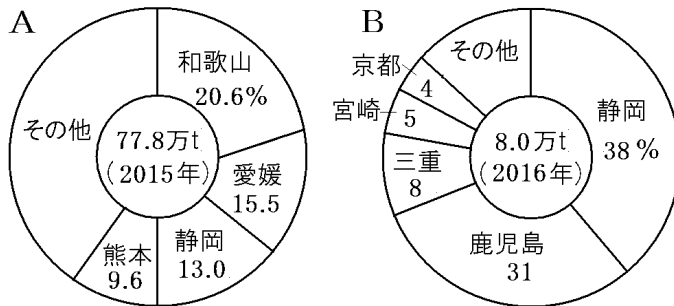 A
和歌山
20.6%
愛媛
15.5
静岡
13.0
熊本
9.6
その他
77.8万t
(2015年)
B
静岡
38%
鹿児島
31
三重
8
宮崎
5
京都
4
その他
8.0万t
(2016年)